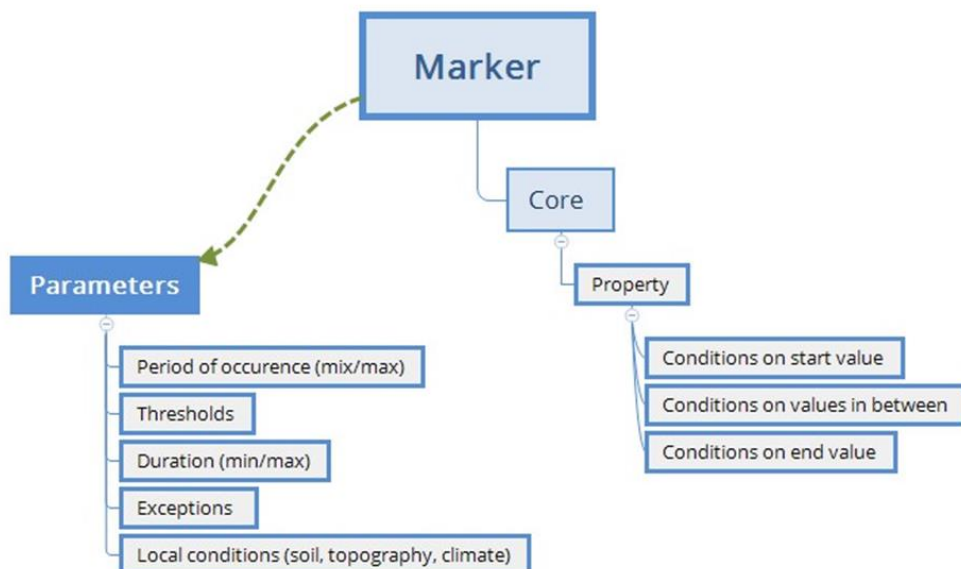 Marker
Core
Property
Conditions on start value
Conditions on values in between
Conditions on end value
Parameters
Period of occurence (mix/max)
Thresholds
Duration (min/max)
Exceptions
Local conditions (soil, topography, climate)